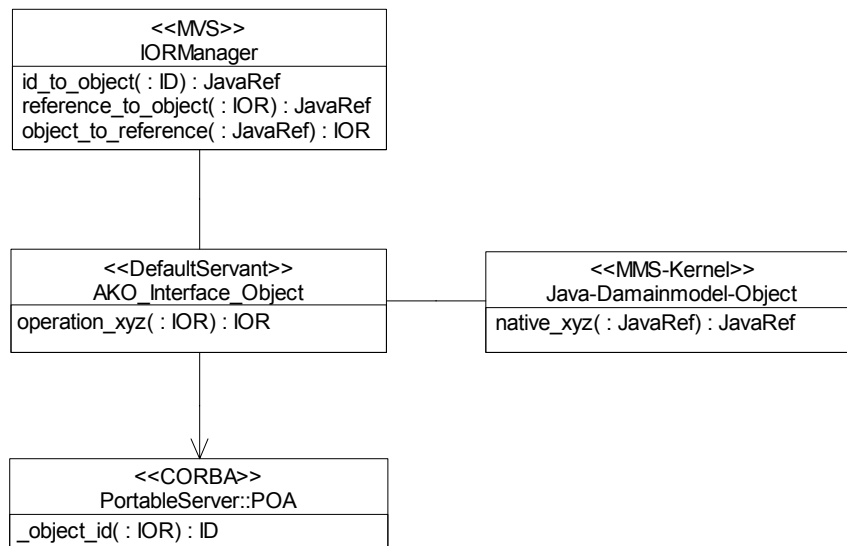 <<MVS>>
IORManager
id_to_object( : ID) : JavaRef
reference_to_object( : IOR) : JavaRef
object_to_reference( : JavaRef) : IOR
<<DefaultServant>>
AKO_Interface_Object
operation_xyz( : IOR) : IOR
<<MMS-Kernel>>
Java-Damainmodel-Object
native_xyz( : JavaRef) : JavaRef
<<CORBA>>
PortableServer::POA
_object_id( : IOR) : ID